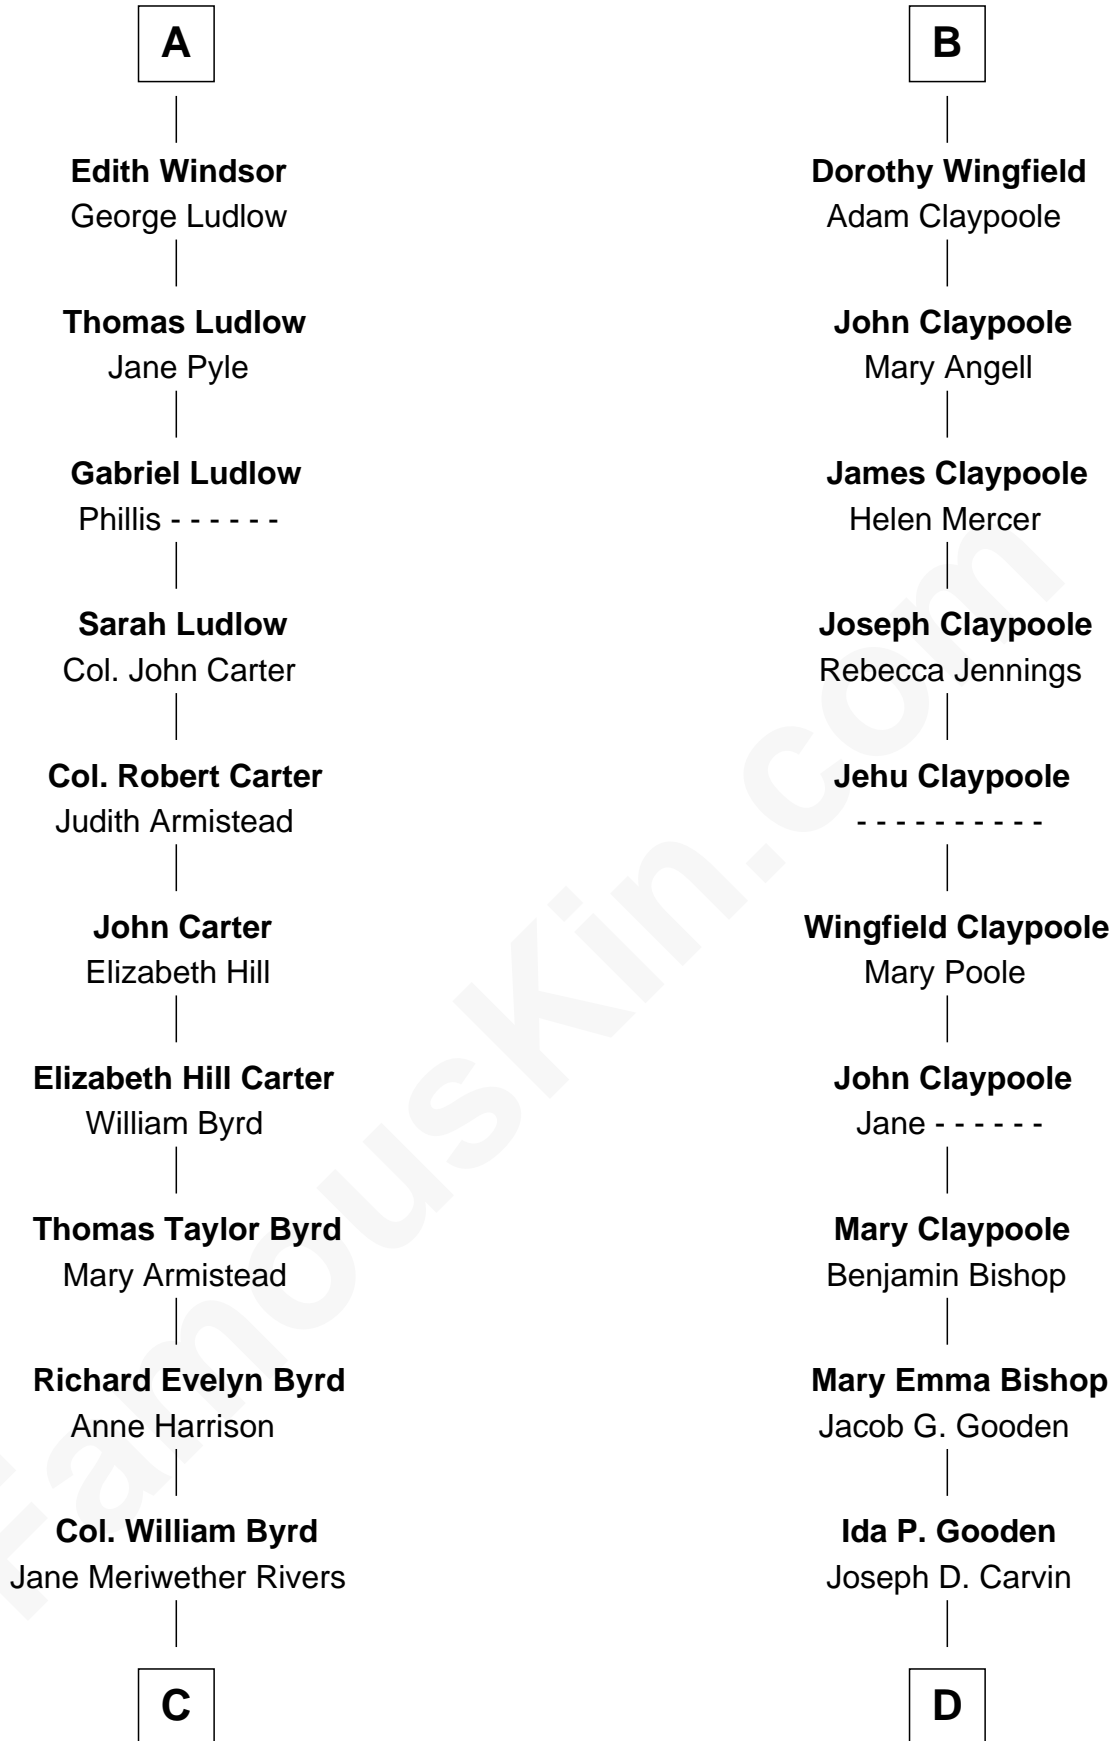 A
Edith Windsor
George Ludlow
Thomas Ludlow
Jane Pyle
Gabriel Ludlow
Phillis - - - - - -
Sarah Ludlow
Col. John Carter
Col. Robert Carter
Judith Armistead
John Carter
Elizabeth Hill
Elizabeth Hill Carter
William Byrd
Thomas Taylor Byrd
Mary Armistead
Richard Evelyn Byrd
Anne Harrison
Col. William Byrd
Jane Meriwether Rivers
C
B
Dorothy Wingfield
Adam Claypoole
John Claypoole
Mary Angell
James Claypoole
Helen Mercer
Joseph Claypoole
Rebecca Jennings
Jehu Claypoole
- - - - - - - - - -
Wingfield Claypoole
Mary Poole
John Claypoole
Jane - - - - - -
Mary Claypoole
Benjamin Bishop
Mary Emma Bishop
Jacob G. Gooden
Ida P. Gooden
Joseph D. Carvin
D
FamousKin.com